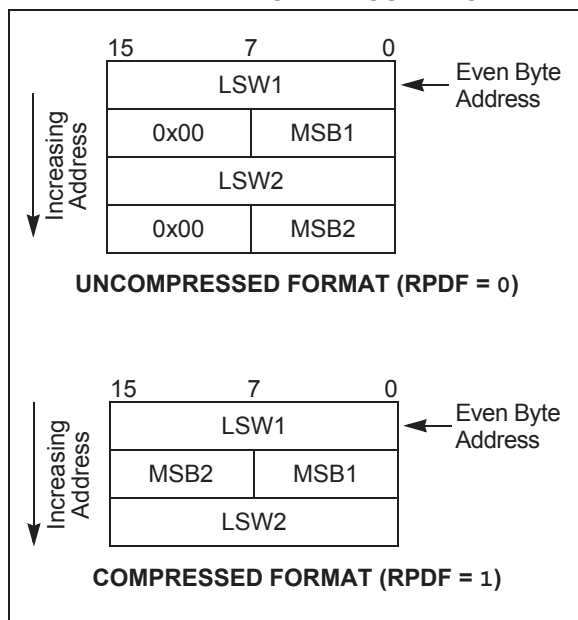 15 7 0
LSW1
Even Byte
Address
0x00 MSB1
LSW2
0x00 MSB2
Increasing
Address
UNCOMPRESSED FORMAT (RPDF = 0)
15 7 0
LSW1
Even Byte
Address
MSB2 MSB1
LSW2
Increasing
Address
COMPRESSED FORMAT (RPDF = 1)